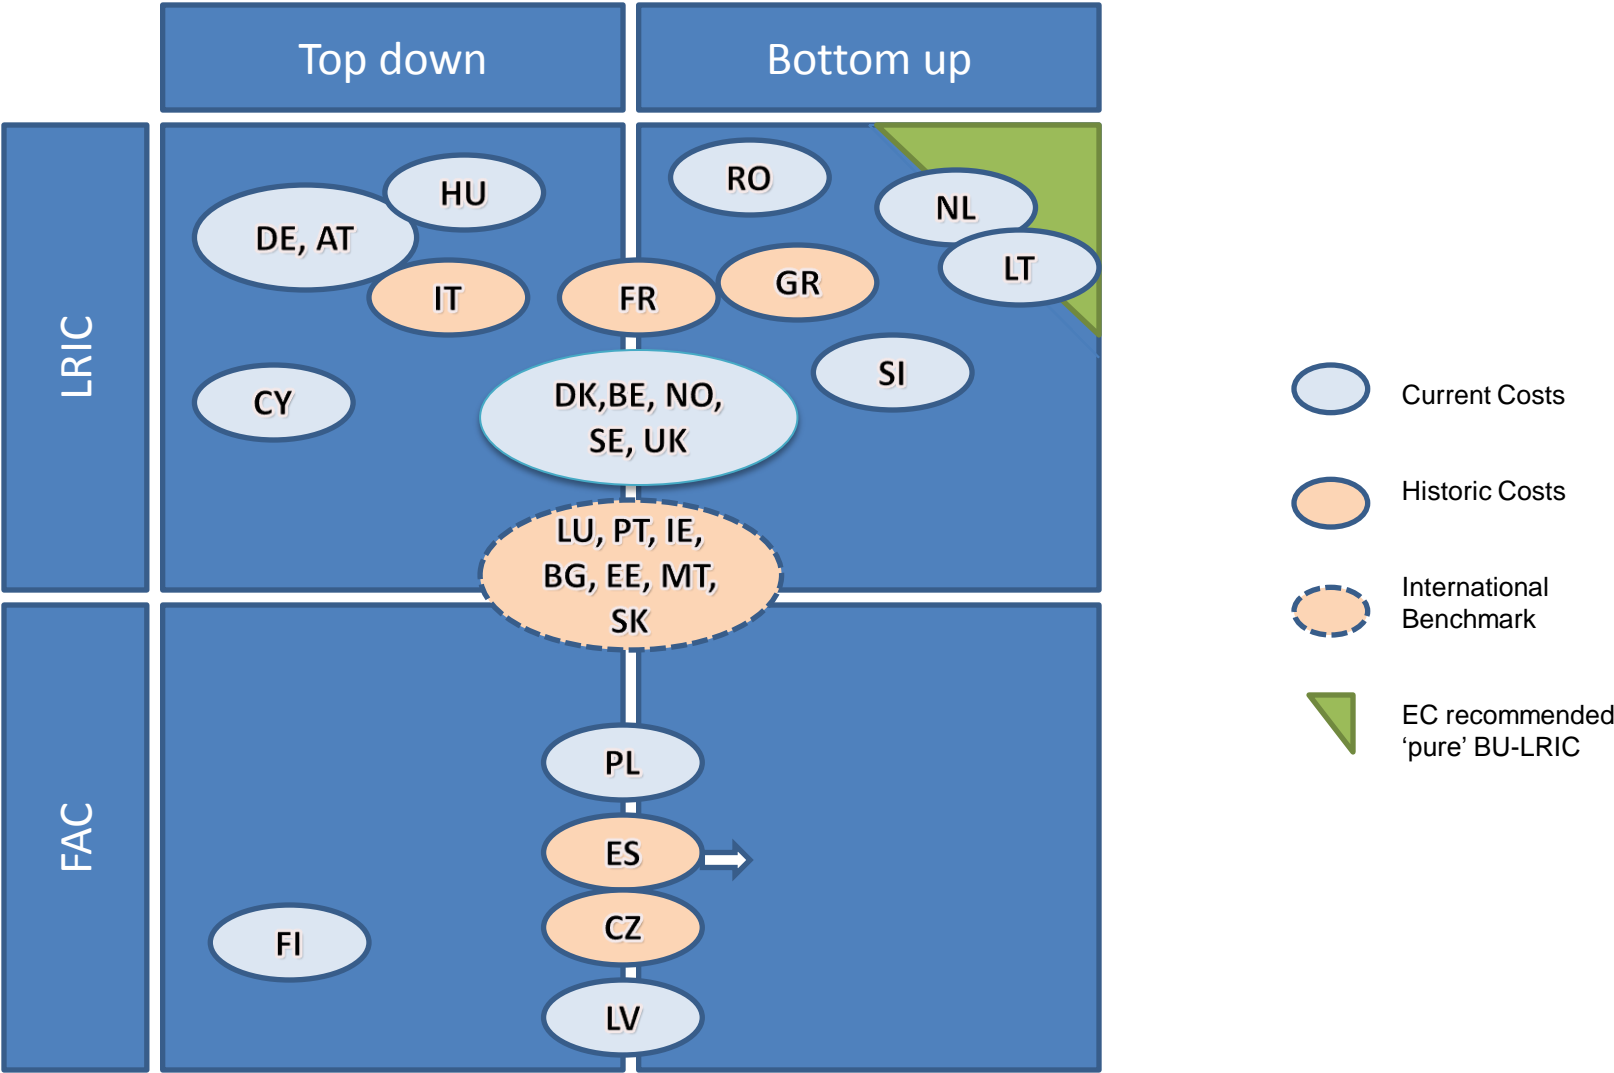 Top down
Bottom up
LRIC
HU
DE, AT
IT
CY
RO
NL
LT
FR
GR
SI
DK,BE, NO,
SE, UK
LU, PT, IE,
BG, EE, MT,
SK
FAC
PL
ES
CZ
LV
FI
Current Costs
Historic Costs
International
Benchmark
EC recommended
‘pure’ BU-LRIC